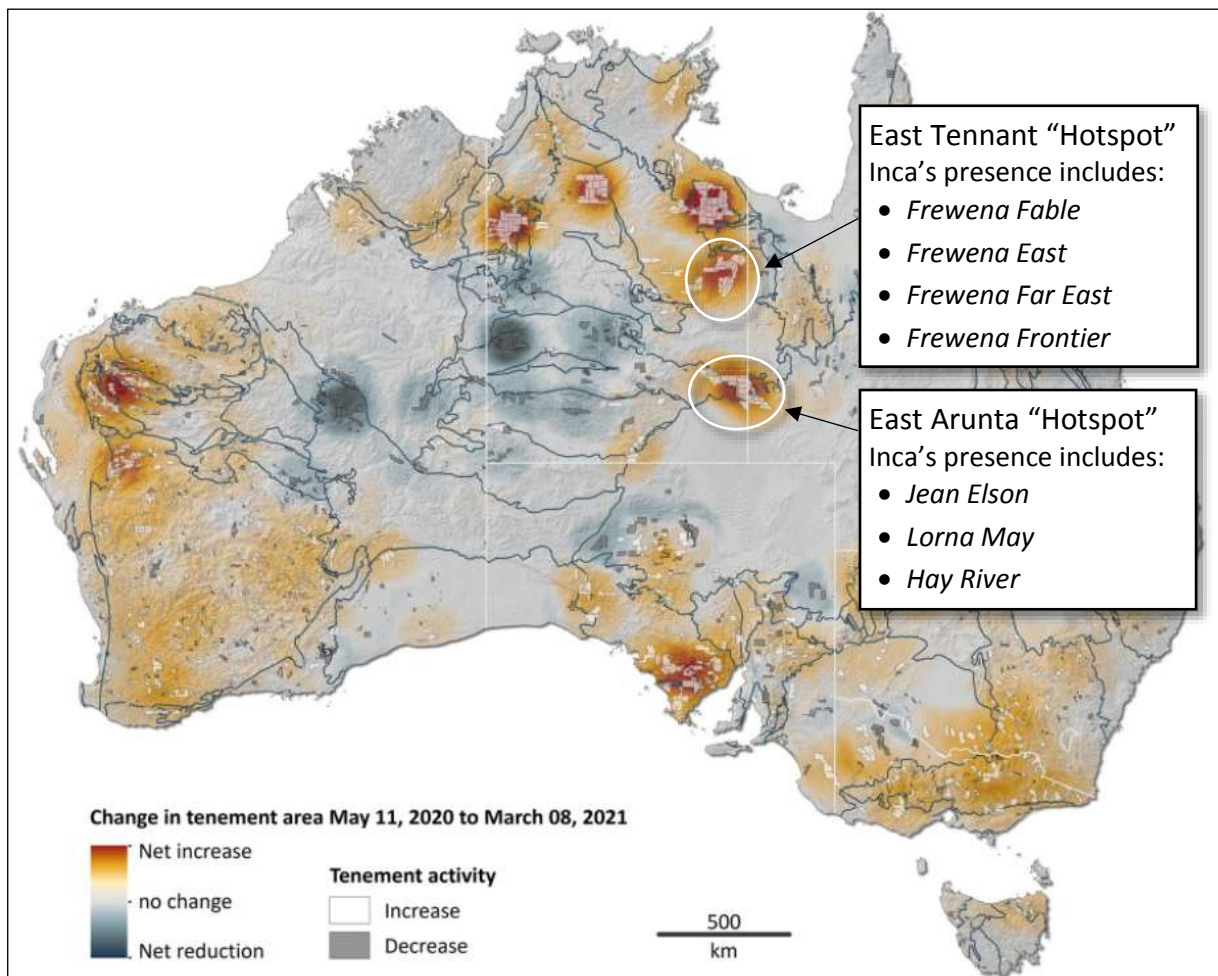 East Tennant “Hotspot”
Inca’s presence includes:
• Frewena Fable
• Frewena East
• Frewena Far East
• Frewena Frontier
East Arunta “Hotspot”
Inca’s presence includes:
• Jean Elson
• Lorna May
• Hay River
Change in tenement area May 11, 2020 to March 08, 2021
Net increase
no change
Net reduction
Tenement activity
Increase
Decrease
500
km